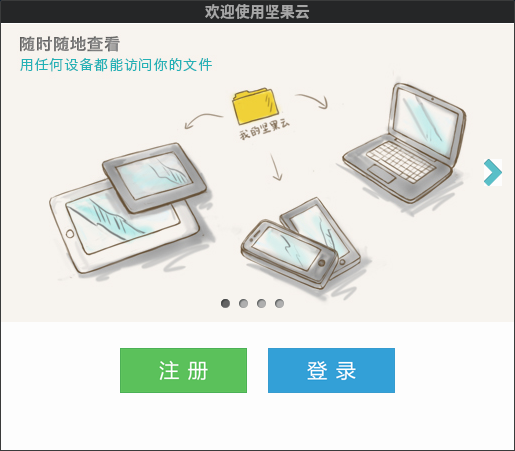 欢迎使用坚果云
随时随地查看
用任何设备都能访问你的文件
我的坚果云
注册
登录